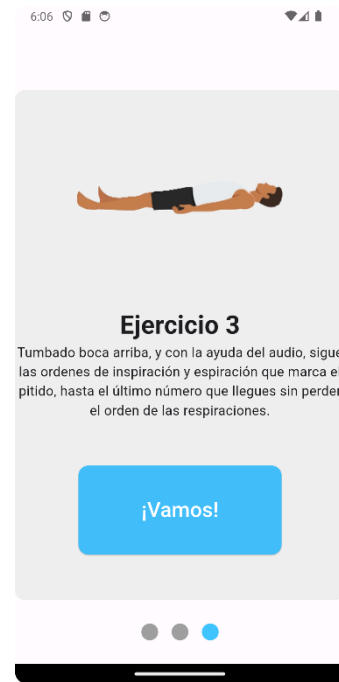 6:06
Ejercicio 3
Tumbado boca arriba, y con la ayuda del audio, sigue
las ordenes de inspiración y espiración que marca el
pitido, hasta el último número que llegues sin perder
el orden de las respiraciones.
¡Vamos!